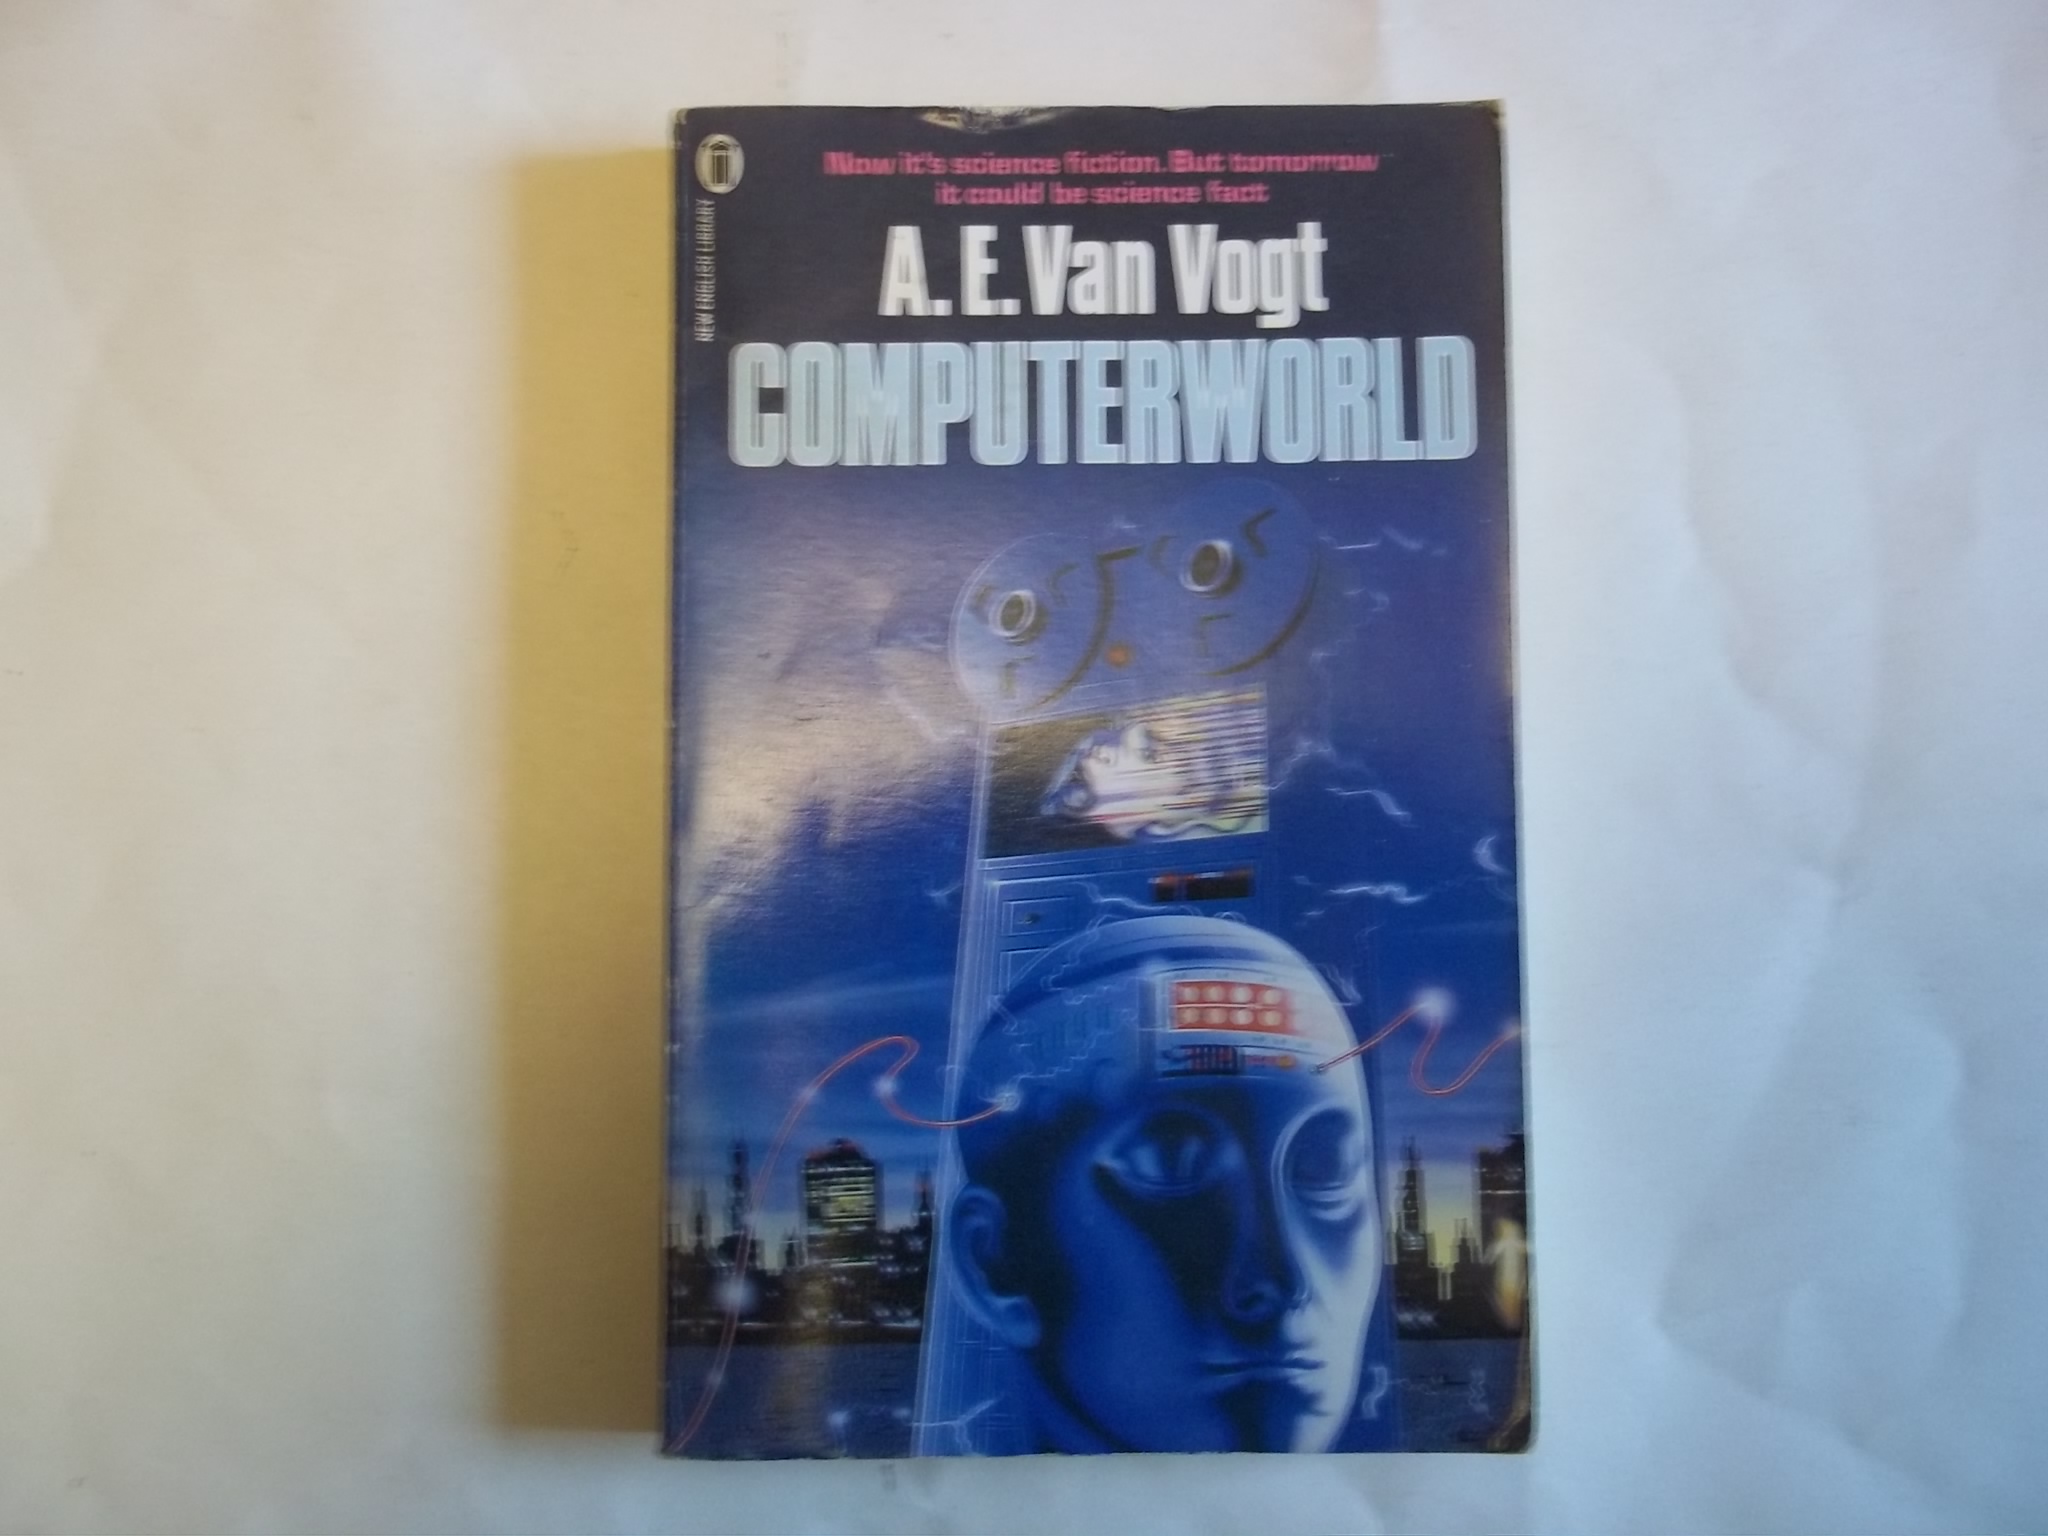 Now it's science fiction. But tomorrow
it could be science fact
NEW ENGLISH LIBRARY
A. E. Van Vogt
COMPUTERWORLD